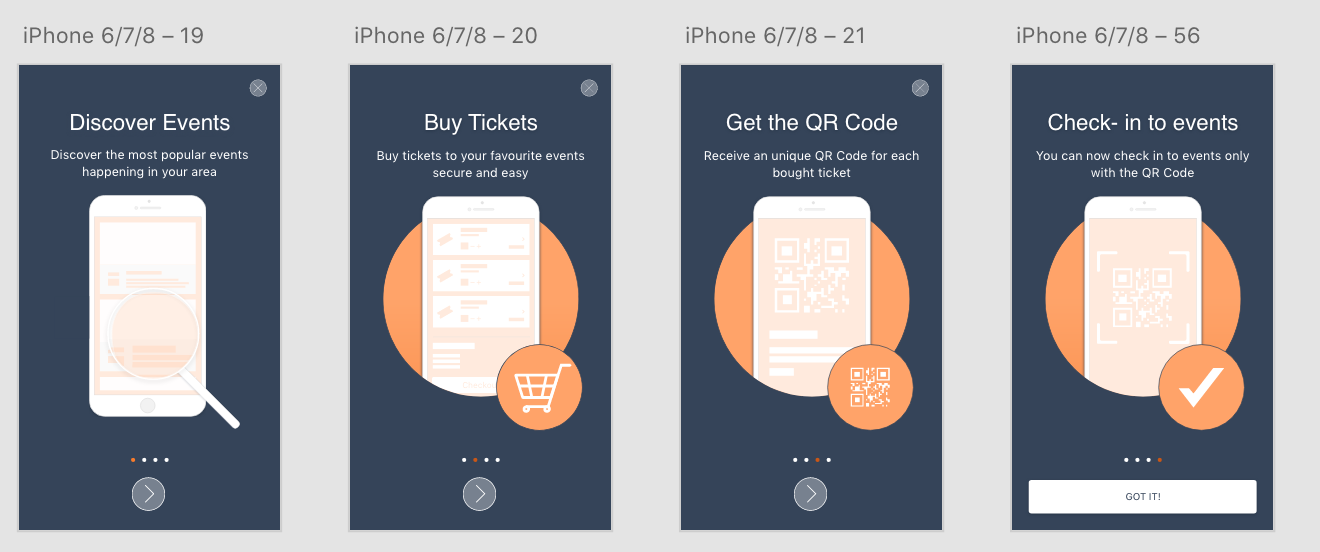 iPhone 6/7/8 – 19
Discover Events
Discover the most popular events
happening in your area
iPhone 6/7/8 – 20
Buy Tickets
Buy tickets to your favourite events
secure and easy
iPhone 6/7/8 – 21
Get the QR Code
Receive an unique QR Code for each
bought ticket
iPhone 6/7/8 – 56
Check- in to events
You can now check in to events only
with the QR Code
GOT IT!